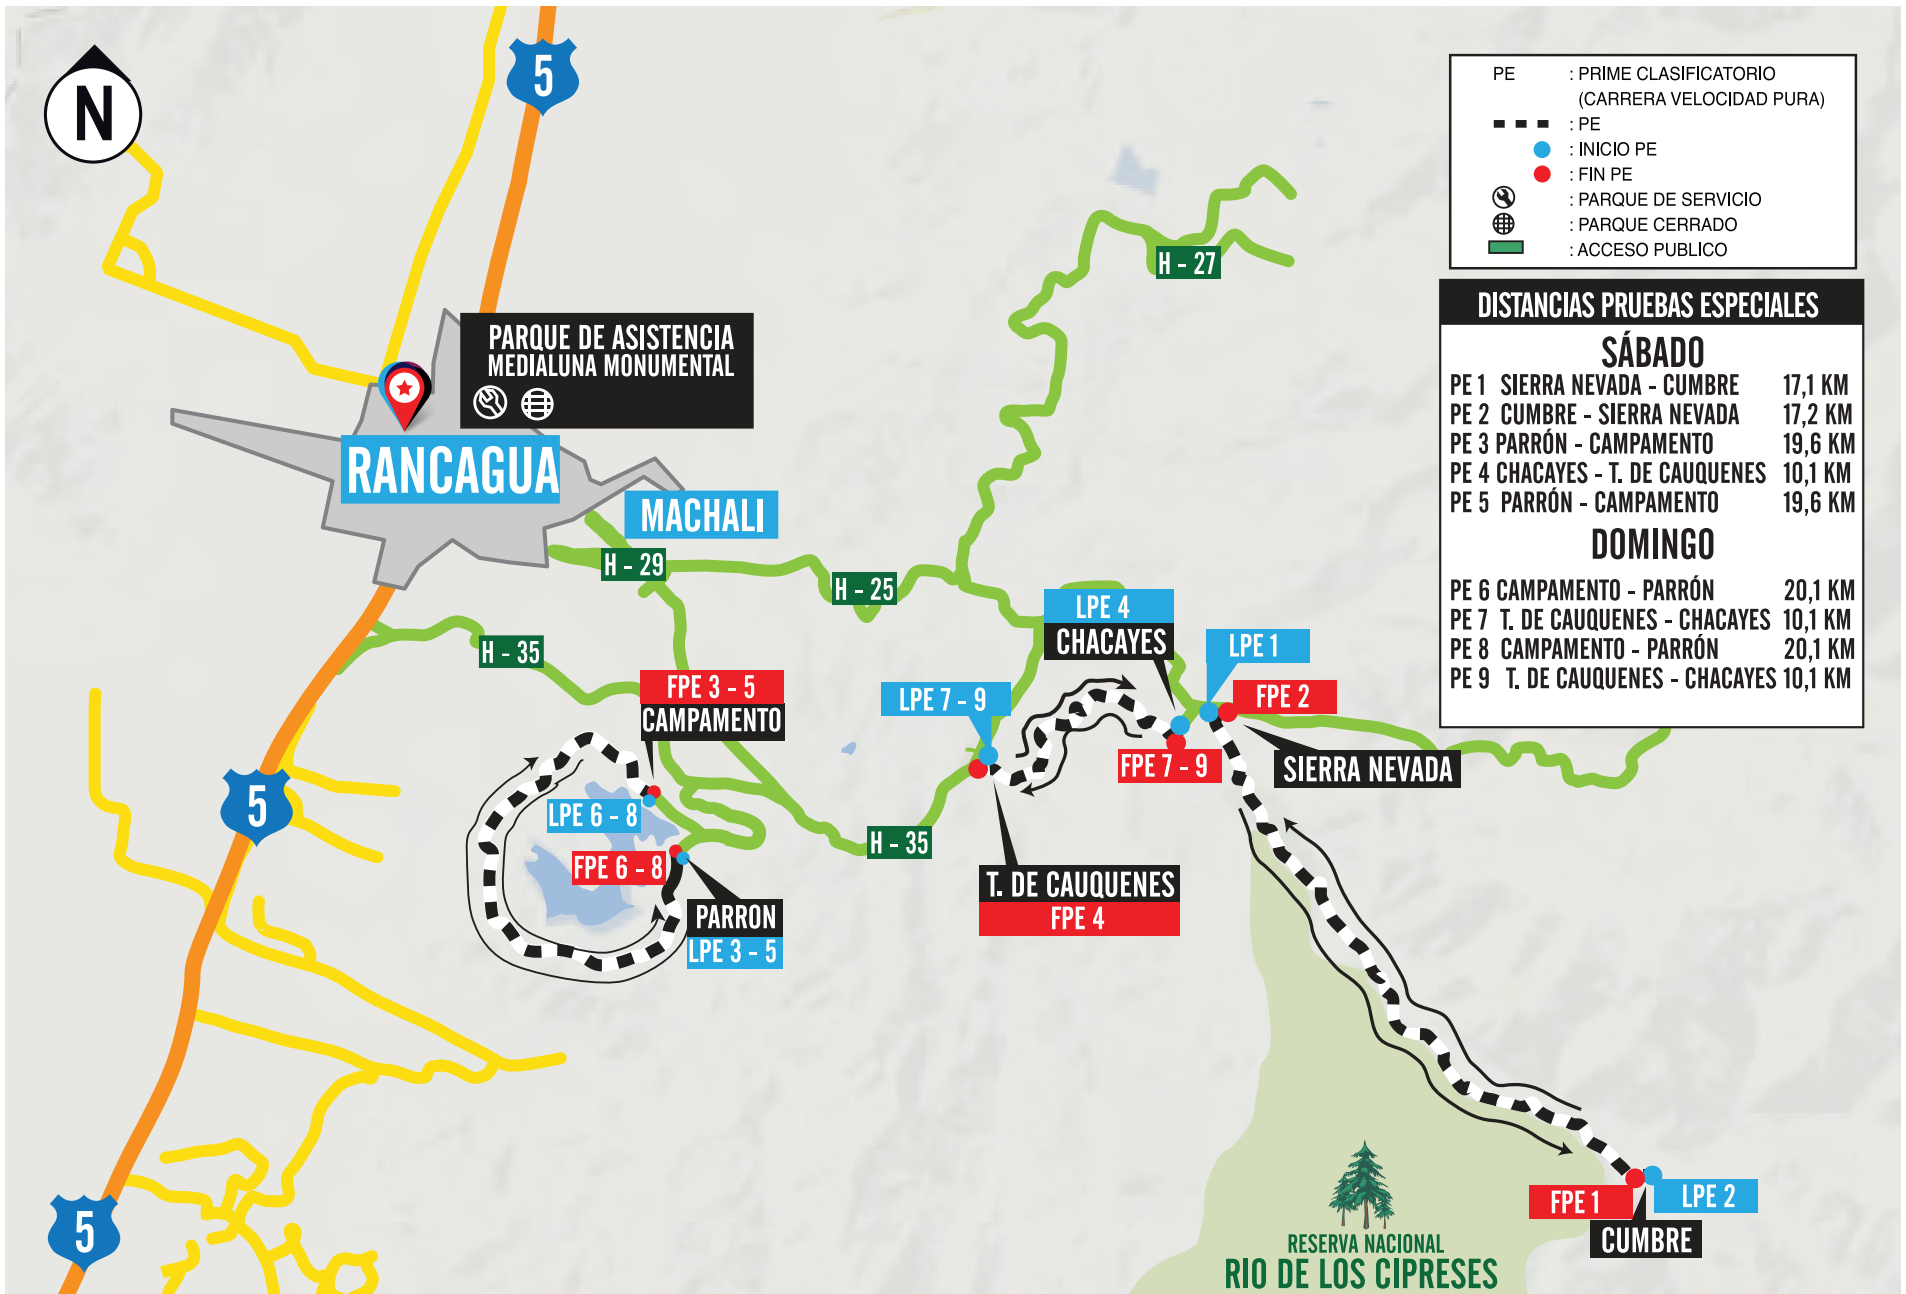 N
5
PE : PRIME CLASIFICATORIO
(CARRERA VELOCIDAD PURA)
: PE
: INICIO PE
: FIN PE
: PARQUE DE SERVICIO
: PARQUE CERRADO
: ACCESO PUBLICO
H - 27
DISTANCIAS PRUEBAS ESPECIALES
SÁBADO
PE 1 SIERRA NEVADA - CUMBRE 17,1 KM
PE 2 CUMBRE - SIERRA NEVADA 17,2 KM
PE 3 PARRÓN - CAMPAMENTO 19,6 KM
PE 4 CHACAYES - T. DE CAUQUENES 10,1 KM
PE 5 PARRÓN - CAMPAMENTO 19,6 KM
DOMINGO
PE 6 CAMPAMENTO - PARRÓN 20,1 KM
PE 7 T. DE CAUQUENES - CHACAYES 10,1 KM
PE 8 CAMPAMENTO - PARRÓN 20,1 KM
PE 9 T. DE CAUQUENES - CHACAYES 10,1 KM
PARQUE DE ASISTENCIA
MEDIALUNA MONUMENTAL
RANCAGUA
MACHALI
H - 29
H - 25
H - 35
LPE 4
CHACAYES
LPE 1
FPE 2
FPE 3 - 5
CAMPAMENTO
LPE 7 - 9
FPE 7 - 9
SIERRA NEVADA
5
LPE 6 - 8
FPE 6 - 8
H - 35
T. DE CAUQUENES
FPE 4
PARRON
LPE 3 - 5
FPE 1
LPE 2
CUMBRE
5
RESERVA NACIONAL
RIO DE LOS CIPRESES